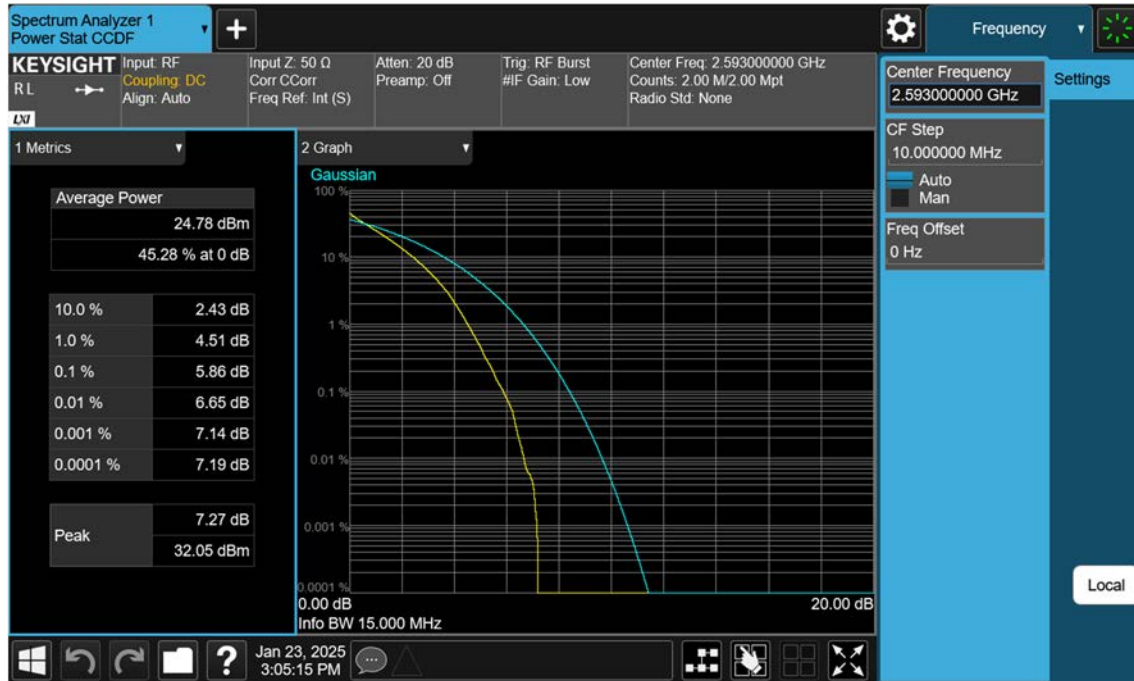 Spectrum Analyzer 1
Power Stat CCDF
Frequency
KEYSIGHT
R L
LXI
Input: RF
Coupling: DC
Align: Auto
Input Z: 50 Ω
Corr CCorr
Freq Ref: Int (S)
Atten: 20 dB
Preamp: Off
Trig: RF Burst
#IF Gain: Low
Center Freq: 2.593000000 GHz
Counts: 2.00 M/2.00 Mpt
Radio Std: None
Center Frequency
2.593000000 GHz
Settings
CF Step
10.000000 MHz
Auto
Man
Freq Offset
0 Hz
Local
1 Metrics
Average Power
24.78 dBm
45.28 % at 0 dB
10.0 % 2.43 dB
1.0 % 4.51 dB
0.1 % 5.86 dB
0.01 % 6.65 dB
0.001 % 7.14 dB
0.0001 % 7.19 dB
Peak
7.27 dB
32.05 dBm
2 Graph
Gaussian
100 %
10 %
1 %
0.1 %
0.01 %
0.001 %
0.0001 %
0.00 dB 20.00 dB
Info BW 15.000 MHz
?
Jan 23, 2025
3:05:15 PM